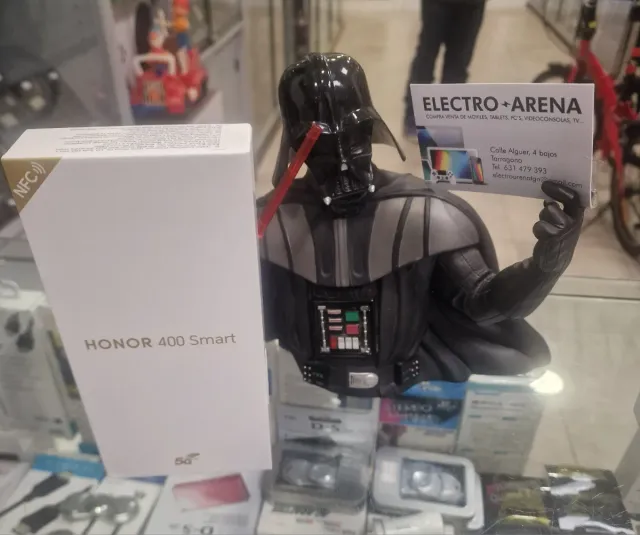 NFC
HONOR 400 Smart
5G
ELECTRO + ARENA
COMPRA VENTA DE MOVILES, TABLETS, PC S, VIDEOCONSOLAS, TV...
Calle Alguer, 4 bajos
Tarragona
Tel. 631 479 393
D-S
D-S